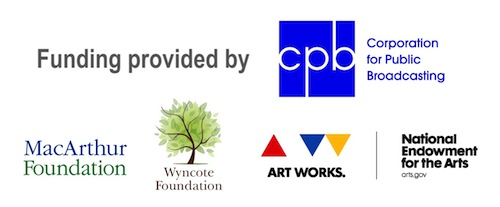 Funding provided by
cpb
Corporation
for Public
Broadcasting
MacArthur
Foundation
Wyncote
Foundation
ART WORKS.
National
Endowment
for the Arts
arts.gov